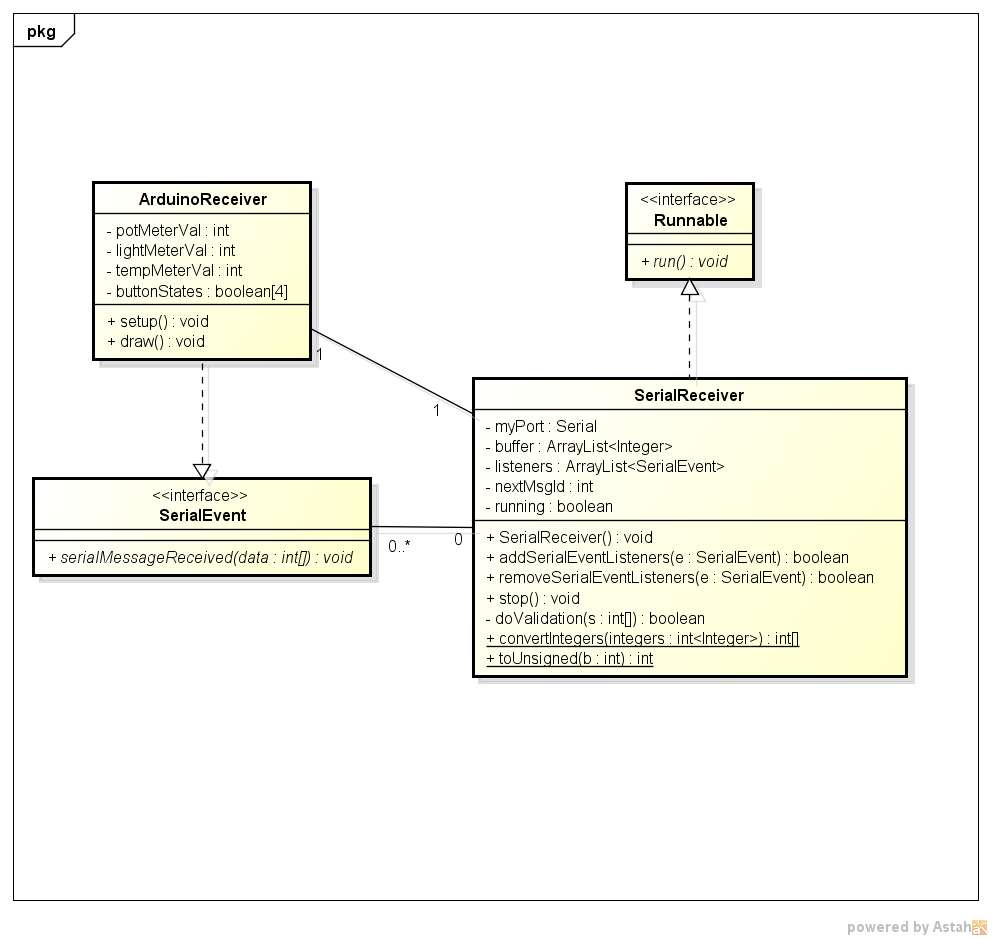 pkg
ArduinoReceiver
- potMeterVal : int
- lightMeterVal : int
- tempMeterVal : int
- buttonStates : boolean[4]
+ setup() : void
+ draw() : void
<<interface>>
Runnable
+ run() : void
1
1
SerialReceiver
- myPort : Serial
- buffer : ArrayList<Integer>
- listeners : ArrayList<SerialEvent>
- nextMsgId : int
- running : boolean
+ SerialReceiver() : void
+ addSerialEventListeners(e : SerialEvent) : boolean
+ removeSerialEventListeners(e : SerialEvent) : boolean
+ stop() : void
- doValidation(s : int[]) : boolean
+ convertIntegers(integers : int<Integer>) : int[]
+ toUnsigned(b : int) : int
<<interface>>
SerialEvent
+ serialMessageReceived(data : int[]) : void
0..*
0
powered by Astah